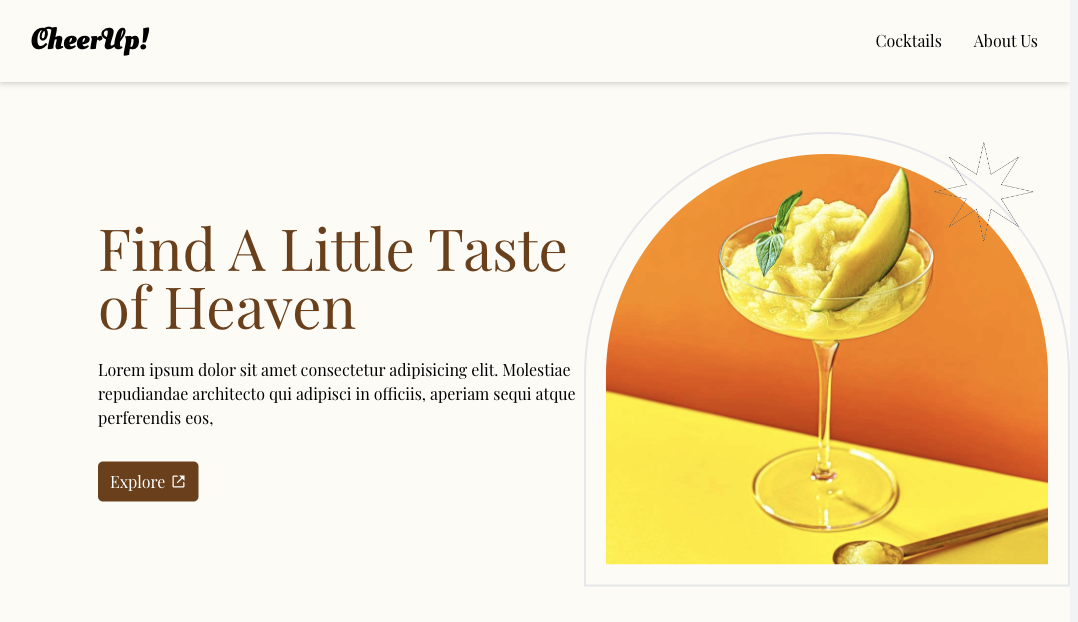 CheerUp!
Cocktails
About Us
Find A Little Taste
of Heaven
Lorem ipsum dolor sit amet consectetur adipisicing elit. Molestiae
repudiandae architecto qui adipisci in officiis, aperiam sequi atque
perferendis eos,
Explore